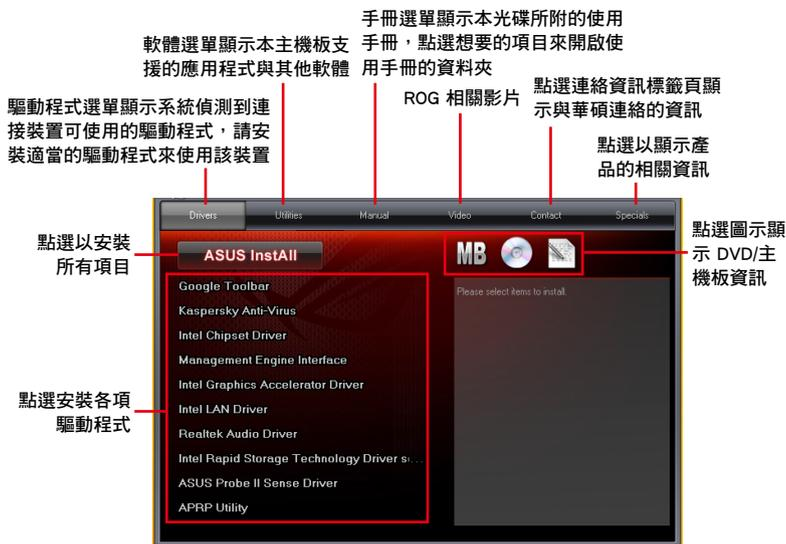 手冊選單顯示本光碟所附的使用
手冊，點選想要的項目來開啟使
用手冊的資料夾
軟體選單顯示本主機板支
援的應用程式與其他軟體
ROG 相關影片
點選連絡資訊標籤頁顯
示與華碩連絡的資訊
驅動程式選單顯示系統偵測到連
接裝置可使用的驅動程式，請安
裝適當的驅動程式來使用該裝置
點選以顯示產
品的相關資訊
Drivers
Utilities
Manual
Video
Contact
Specials
點選以安裝
所有項目
ASUS InstAll
MB
點選圖示顯
示 DVD/主
機板資訊
Google Toolbar
Kaspersky Anti-Virus
Intel Chipset Driver
Management Engine Interface
Intel Graphics Accelerator Driver
Intel LAN Driver
Realtek Audio Driver
Intel Rapid Storage Technology Driver s...
ASUS Probe II Sense Driver
APRP Utility
Please select items to install.
點選安裝各項
驅動程式